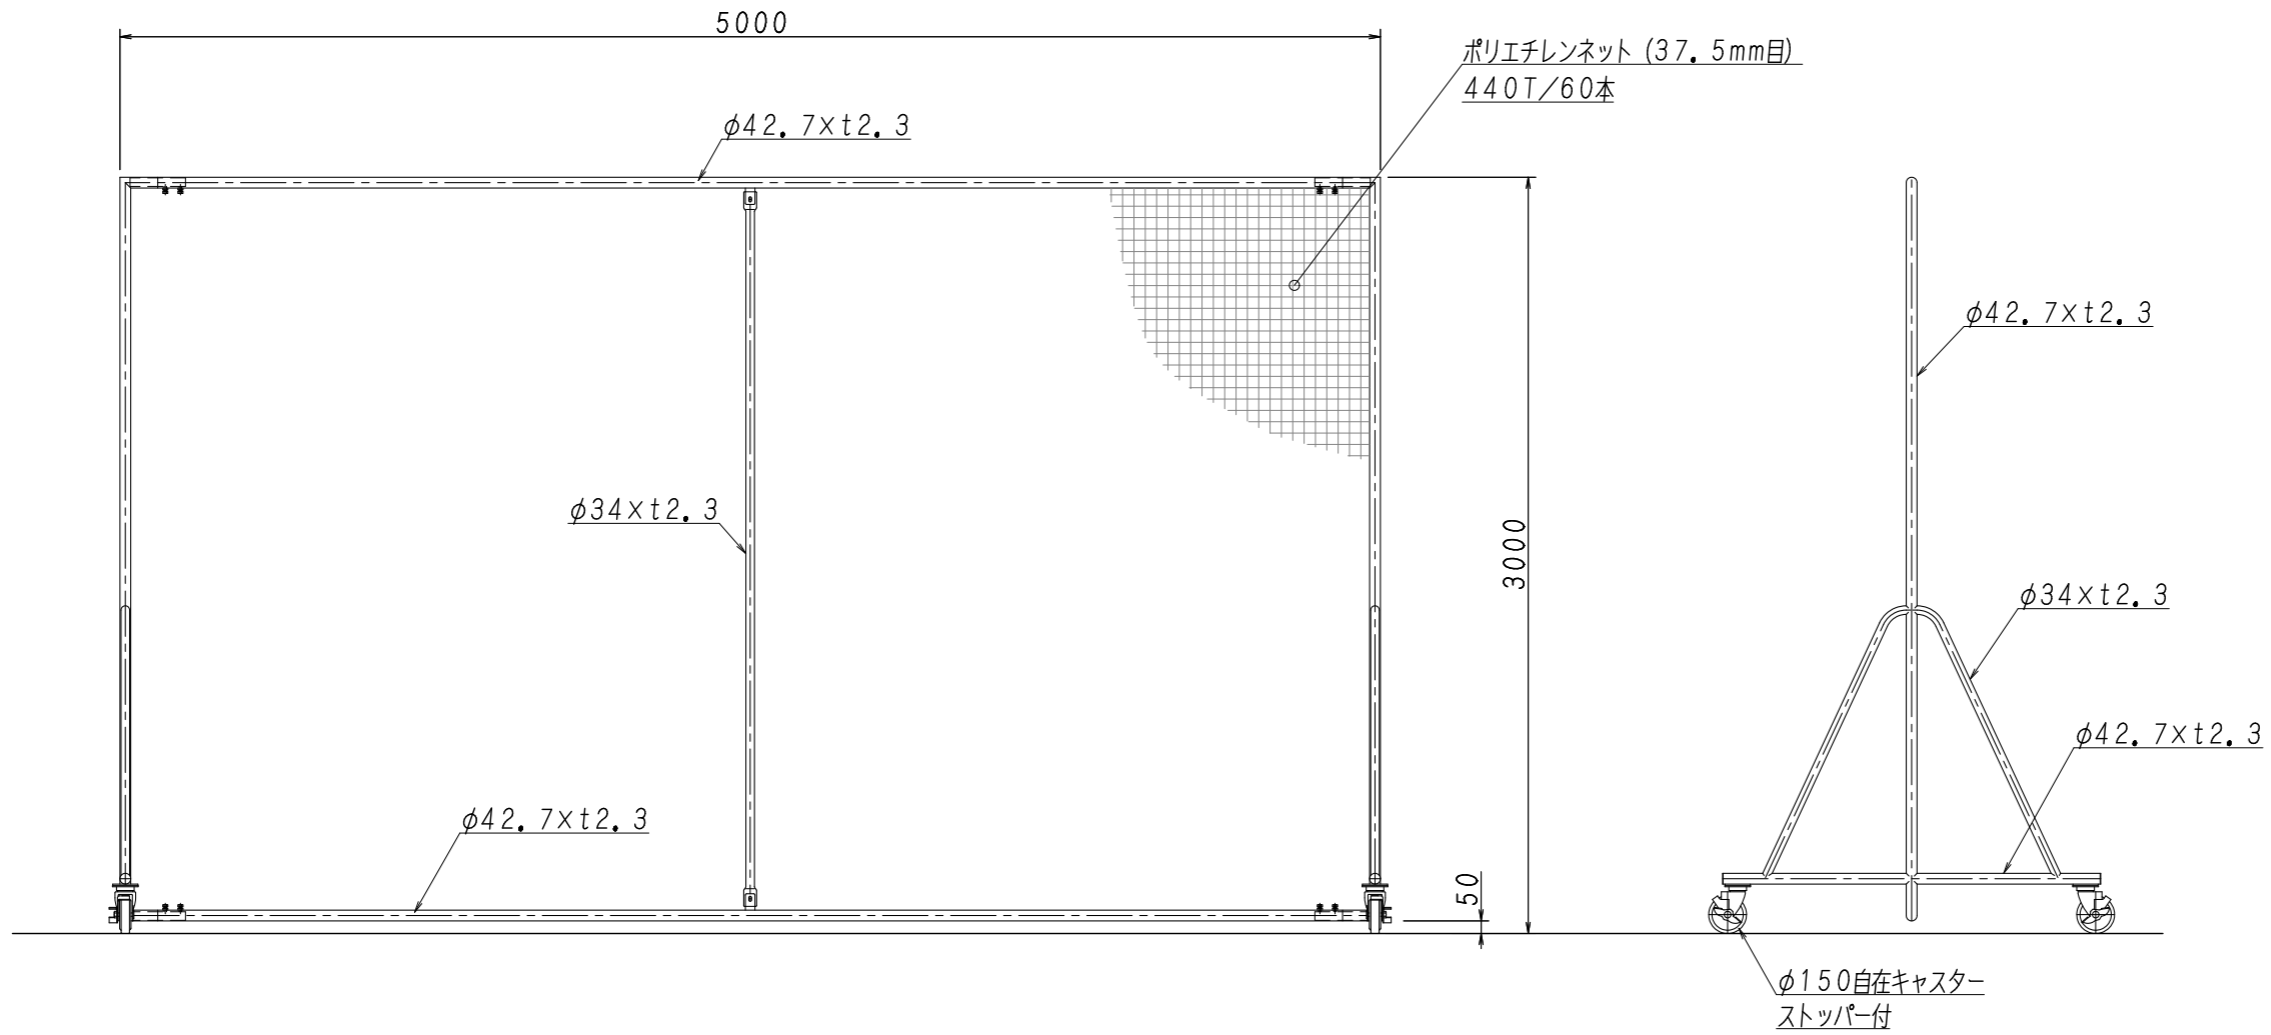 5000
ポリエチレンネット (37.5mm目)
440T/60本
φ42.7×t2.3
φ42.7×t2.3
φ34×t2.3
3000
φ34×t2.3
φ42.7×t2.3
φ42.7×t2.3
50
φ150自在キャスター
ストッパー付